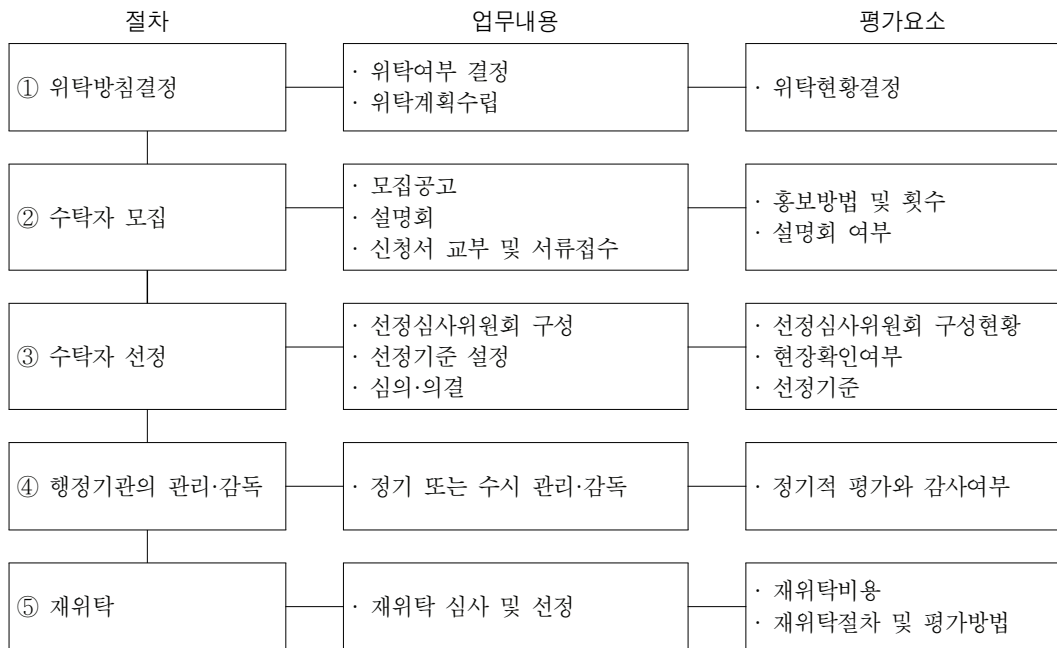 절차
업무내용
평가요소
① 위탁방침결정
· 위탁여부 결정
· 위탁계획수립
· 위탁현황결정
② 수탁자 모집
· 모집공고
· 설명회
· 신청서 교부 및 서류접수
· 홍보방법 및 횟수
· 설명회 여부
③ 수탁자 선정
· 선정심사위원회 구성
· 선정기준 설정
· 심의·의결
· 선정심사위원회 구성현황
· 현장확인여부
· 선정기준
④ 행정기관의 관리·감독
· 정기 또는 수시 관리·감독
· 정기적 평가와 감사여부
⑤ 재위탁
· 재위탁 심사 및 선정
· 재위탁비용
· 재위탁절차 및 평가방법